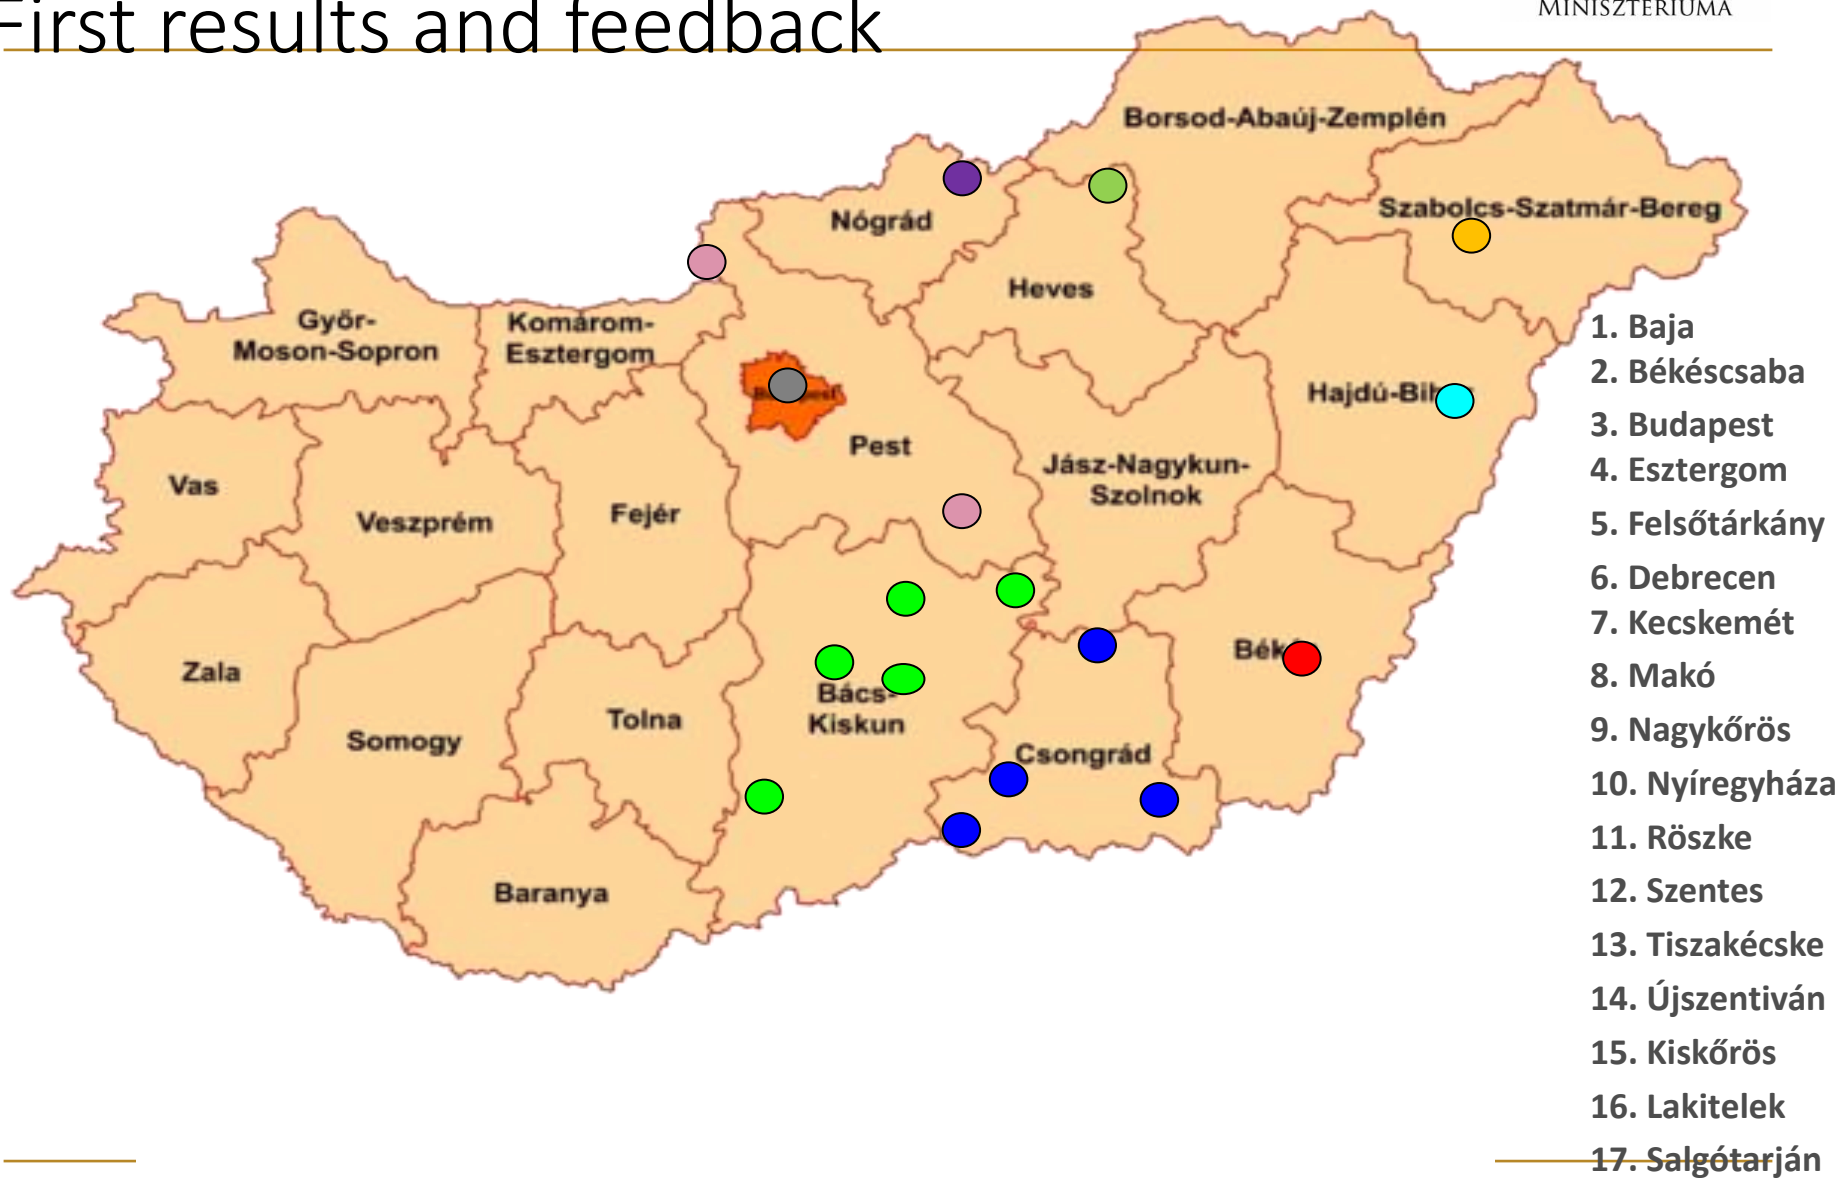 First results and feedback
MINISZTÉRIUMA
Borsod-Abaúj-Zemplén
Szabolcs-Szatmár-Bereg
Nógrád
Heves
Győr-
Moson-Sopron
Komárom-
Esztergom
Hajdú-Bih
Pest
Jász-Nagykun-
Szolnok
Vas
Veszprém
Fejér
Zala
Békés
Somogy
Tolna
Bács-
Kiskun
Csongrád
Baranya
1. Baja
2. Békéscsaba
3. Budapest
4. Esztergom
5. Felsőtárkány
6. Debrecen
7. Kecskemét
8. Makó
9. Nagykőrös
10. Nyíregyháza
11. Röszke
12. Szentes
13. Tiszakécske
14. Újszentiván
15. Kiskőrös
16. Lakitelek
17. Salgótarján